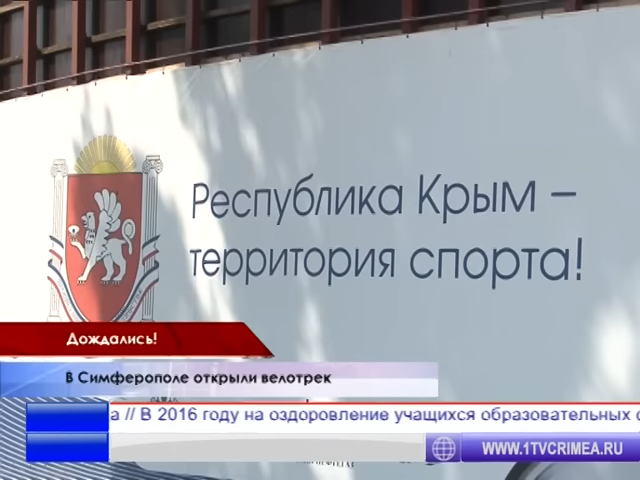 Республика Крым –
территория спорта!
Дождались!
В Симферополе открыли велотрек
а // В 2016 году на оздоровление учащихся образовательных
WWW.1TVCRIMEA.RU